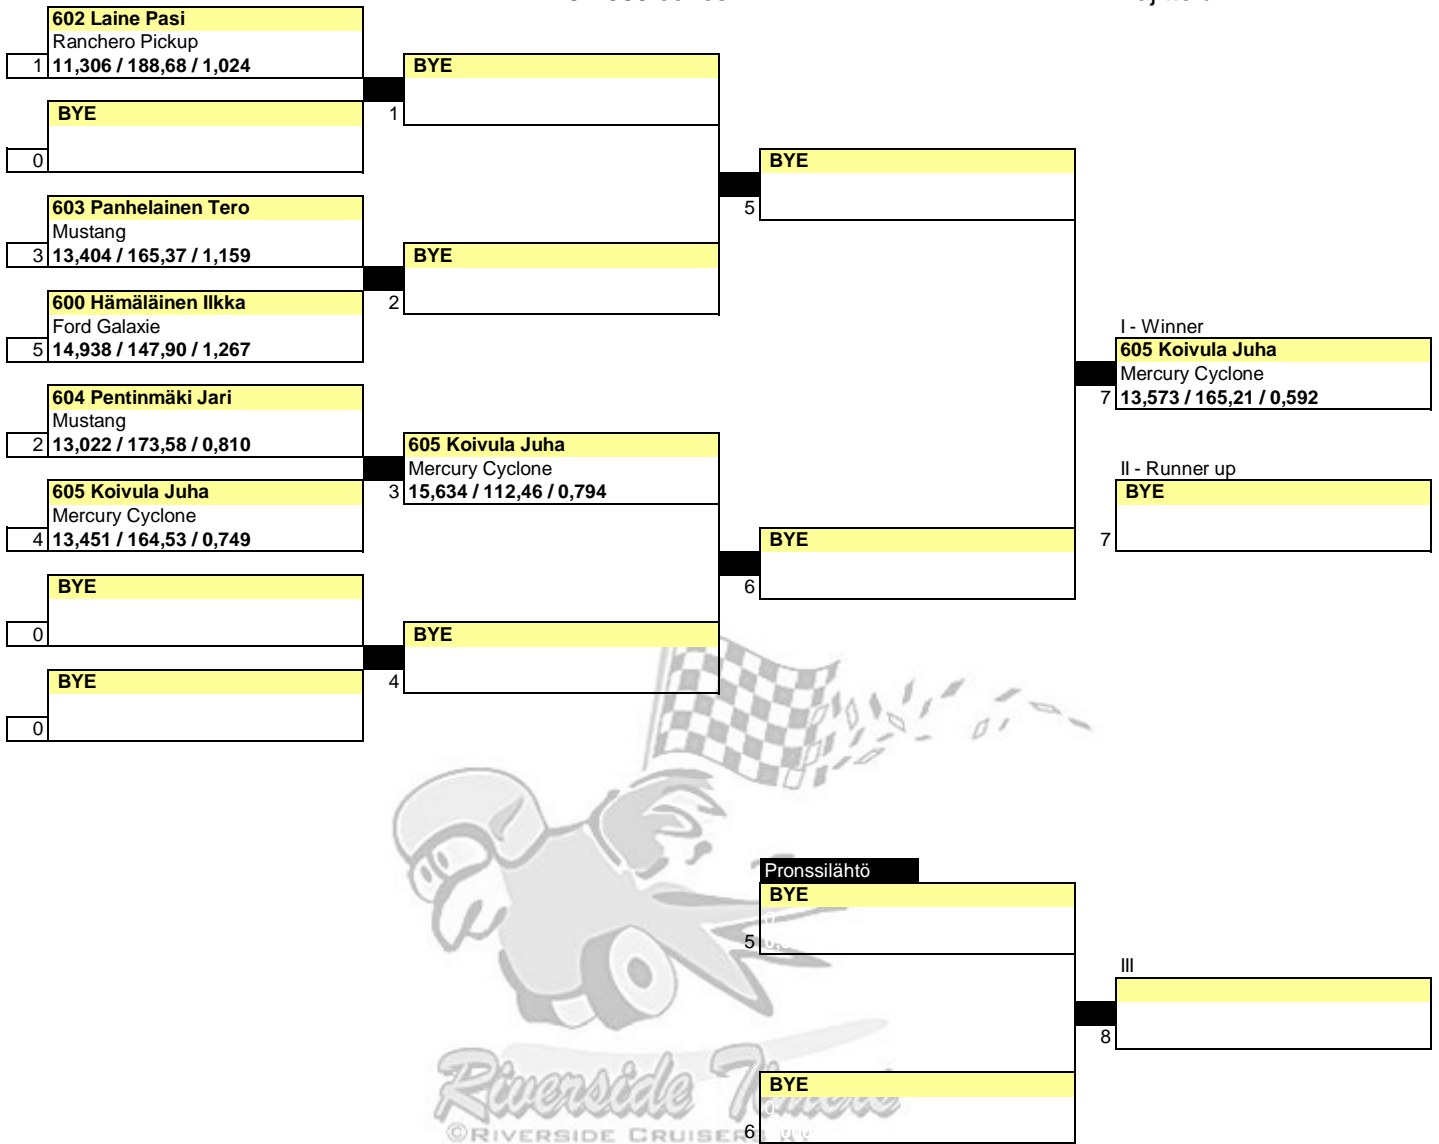 602 Laine Pasi
Ranchero Pickup
1 11,306 / 188,68 / 1,024
BYE
0
603 Panhelainen Tero
Mustang
3 13,404 / 165,37 / 1,159
600 Hämäläinen Ilkka
Ford Galaxie
5 14,938 / 147,90 / 1,267
604 Pentinmäki Jari
Mustang
2 13,022 / 173,58 / 0,810
605 Koivula Juha
Mercury Cyclone
4 13,451 / 164,53 / 0,749
BYE
0
BYE
0
BYE
1
BYE
2
605 Koivula Juha
Mercury Cyclone
3 15,634 / 112,46 / 0,794
BYE
4
BYE
5
BYE
6
I - Winner
605 Koivula Juha
Mercury Cyclone
7 13,573 / 165,21 / 0,592
II - Runner up
BYE
7
Pronssilähtö
BYE
0
5
BYE
0
6
III
8
Riverside
©RIVERSIDE CRUISERS